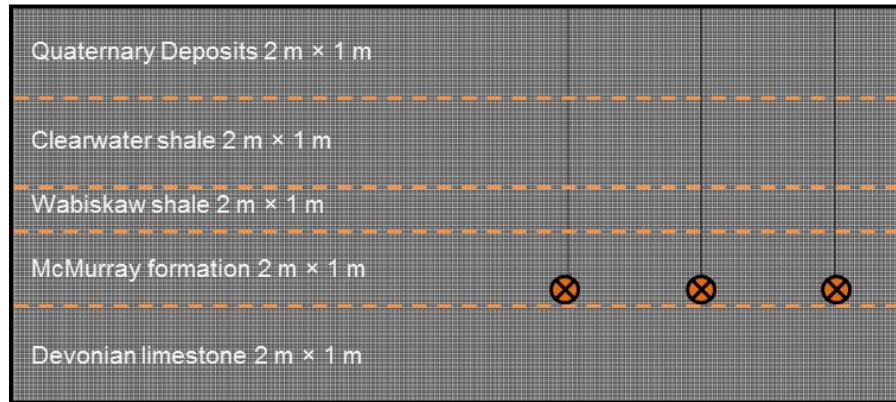 Quaternary Deposits 2 m × 1 m
Clearwater shale 2 m × 1 m
Wabiskaw shale 2 m × 1 m
McMurray formation 2 m × 1 m
Devonian limestone 2 m × 1 m